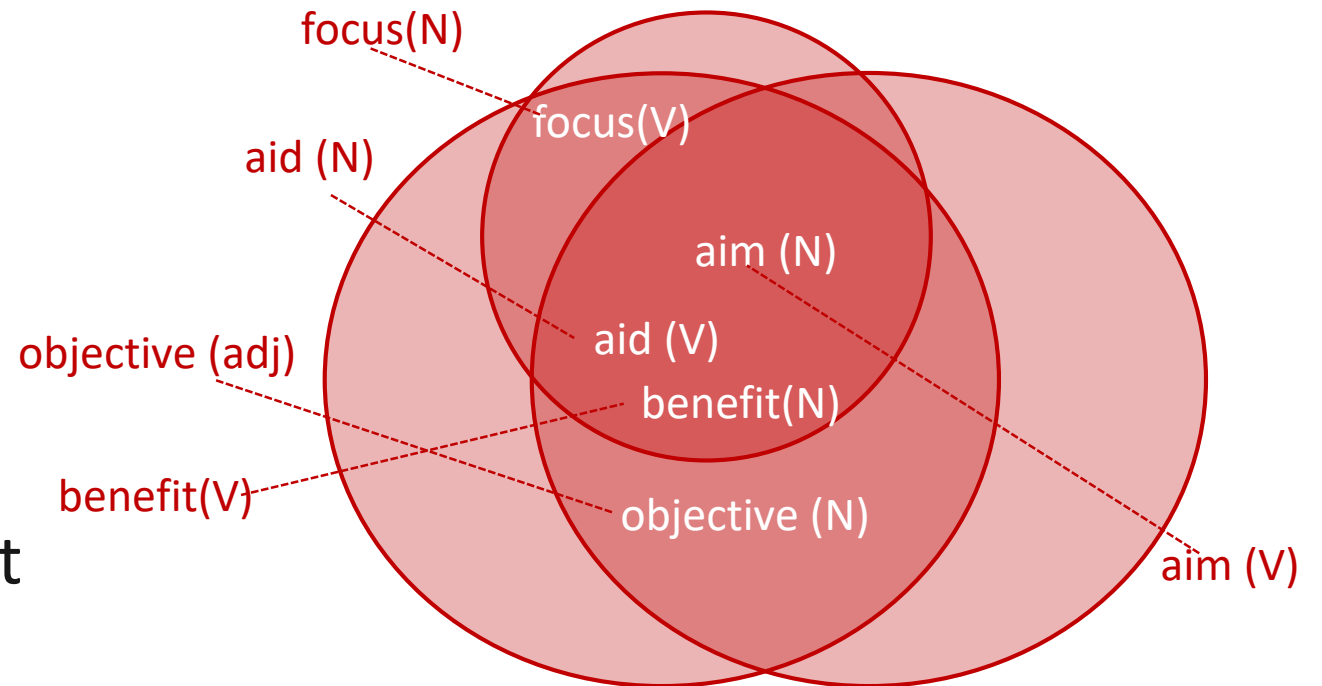 focus(N)
focus(V)
aid (N)
aim (N)
aid (V)
objective (adj)
benefit(N)
benefit(V)
objective (N)
t
aim (V)